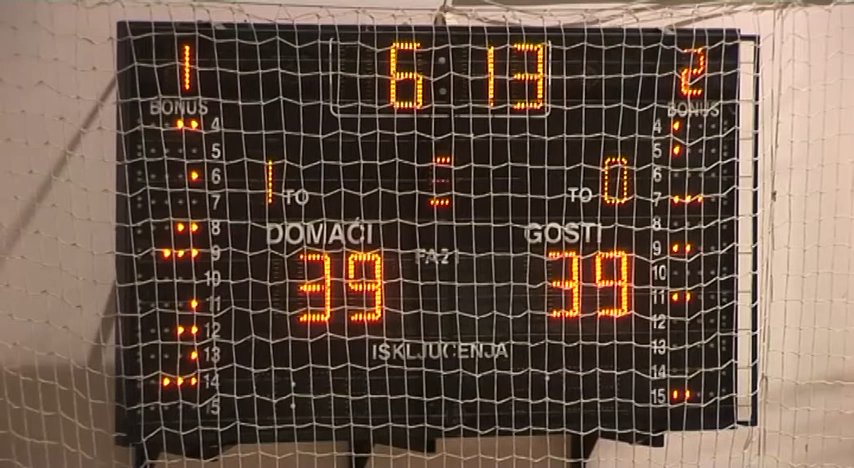 1 6 13 2
BONUS BONUS
4 4
5 5
6 6
1 TO TO 0
7 7
8 8
DOMAĆI GOSTI
9 9
39 39
10 10
11 11
12 12
13 ISKLJUČENJA 13
14 14
15 15